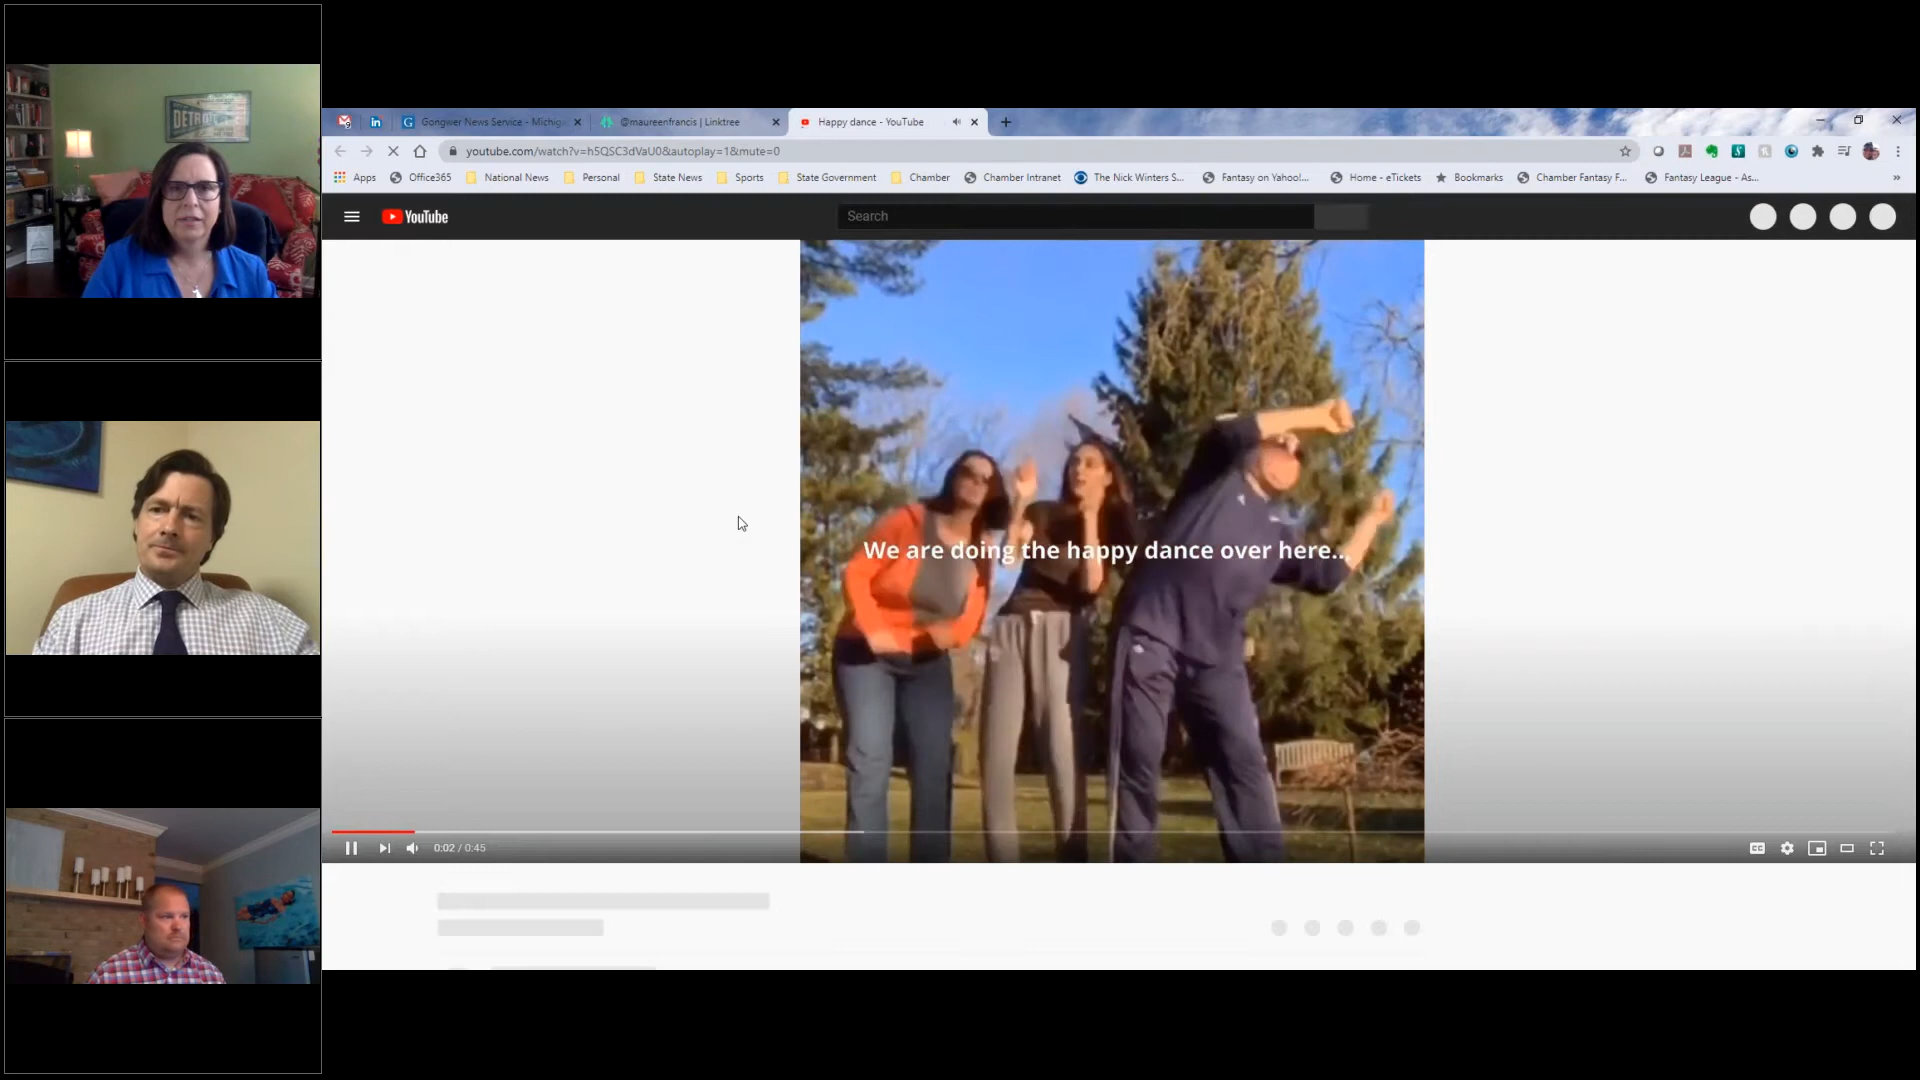 DETROIT
Gongwer News Service - Michig
@maureenfrancis | Linktree
Happy dance - YouTube
youtube.com/watch?v=h5QSC3dVaU0&autoplay=1&mute=0
Apps
Office365
National News
Personal
State News
Sports
State Government
Chamber
Chamber Intranet
The Nick Winters S...
Fantasy on Yahoo!...
Home - eTickets
Bookmarks
Chamber Fantasy F...
Fantasy League - As...
»
YouTube
Search
We are doing the happy dance over here...
0:02 / 0:45